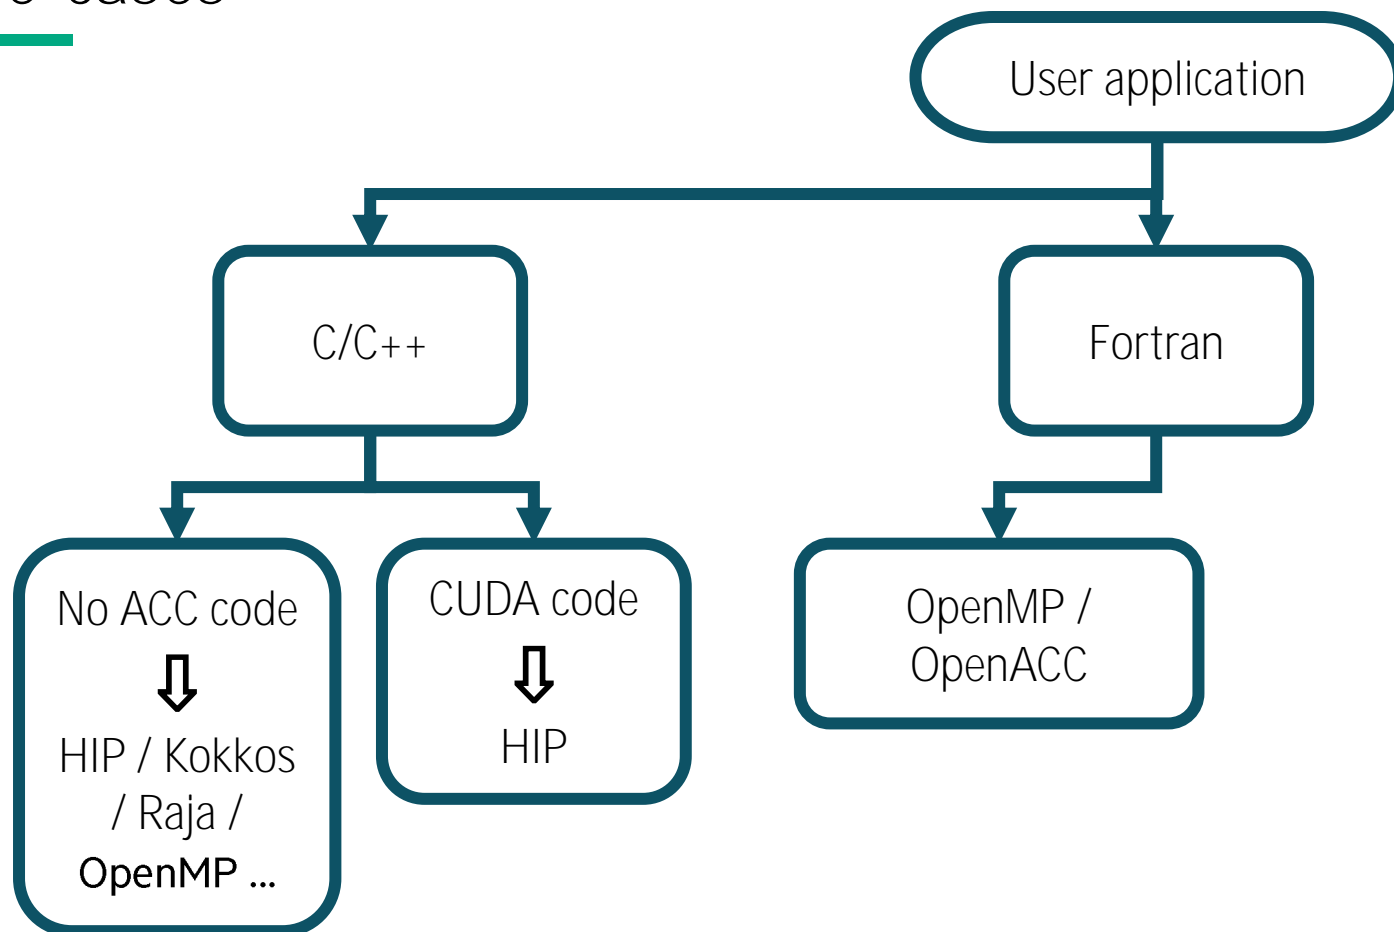 User application
C/C++
Fortran
No ACC code
HIP / Kokkos
/ Raja /
OpenMP ...
CUDA code
HIP
OpenMP /
OpenACC